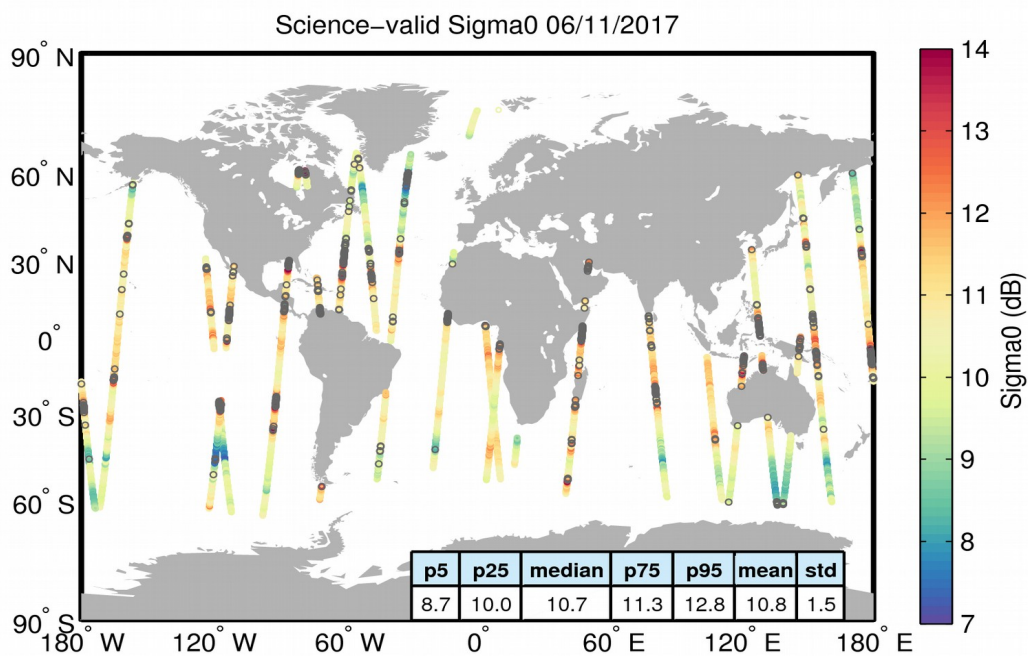 Science−valid Sigma0 06/11/2017
90° N
60° N
30° N
0°
30° S
60° S
90° S
180° W
120° W
60° W
0°
60° E
120° E
180° E
14
13
12
11
10
9
8
7
Sigma0 (dB)
p5 p25 median p75 p95 mean std
8.7 10.0 10.7 11.3 12.8 10.8 1.5